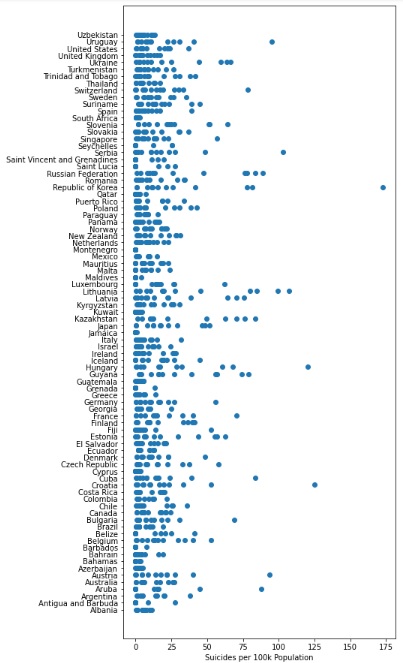 Uzbekistan
Uruguay
United States
United Kingdom
Ukraine
Turkmenistan
Trinidad and Tobago
Thailand
Switzerland
Sweden
Suriname
Spain
South Africa
Slovenia
Slovakia
Singapore
Seychelles
Serbia
Saint Vincent and Grenadines
Saint Lucia
Russian Federation
Romania
Republic of Korea
Qatar
Puerto Rico
Poland
Paraguay
Panama
Norway
New Zealand
Netherlands
Montenegro
Mexico
Mauritius
Malta
Maldives
Luxembourg
Lithuania
Latvia
Kyrgyzstan
Kuwait
Kazakhstan
Japan
Jamaica
Italy
Israel
Ireland
Iceland
Hungary
Guyana
Guatemala
Grenada
Greece
Germany
Georgia
France
Finland
Fiji
Estonia
El Salvador
Ecuador
Denmark
Czech Republic
Cyprus
Cuba
Croatia
Costa Rica
Colombia
Chile
Canada
Bulgaria
Brazil
Belize
Belgium
Barbados
Bahrain
Bahamas
Azerbaijan
Austria
Australia
Aruba
Argentina
Antigua and Barbuda
Albania
0 25 50 75 100 125 150 175
Suicides per 100k Population